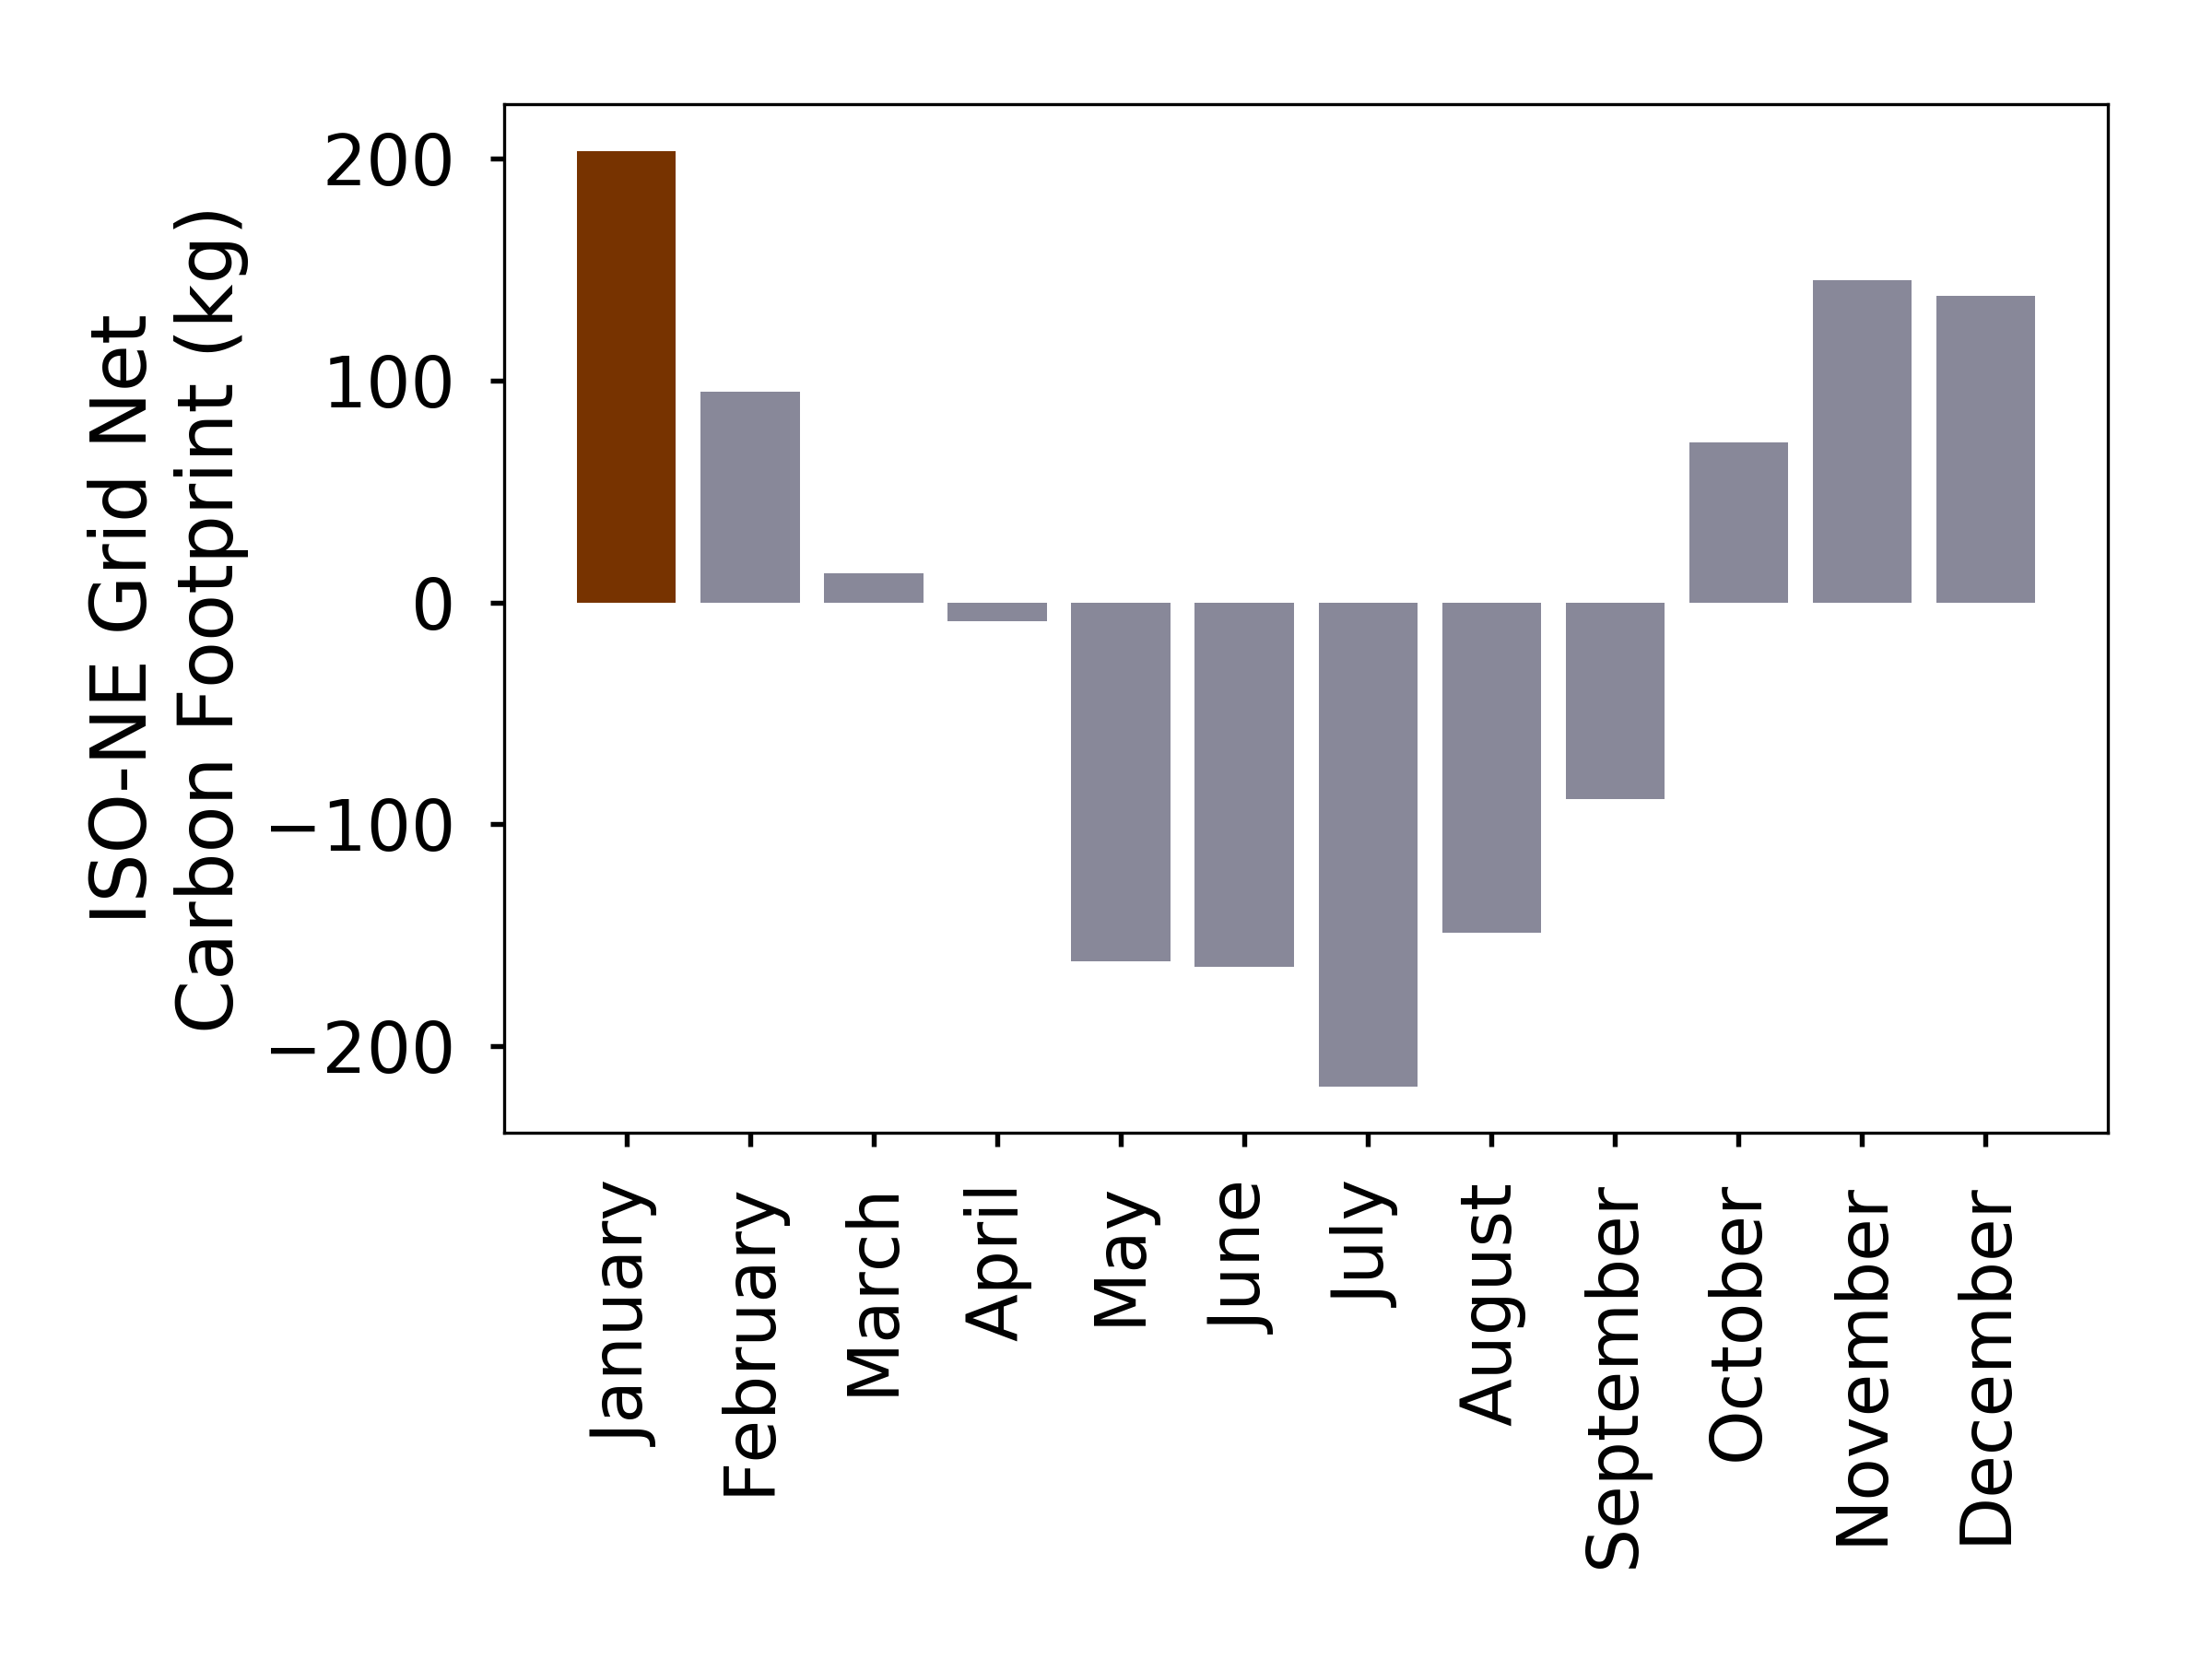 ISO-NE Grid Net
Carbon Footprint (kg)
200
100
0
−100
−200
January
February
March
April
May
June
July
August
September
October
November
December